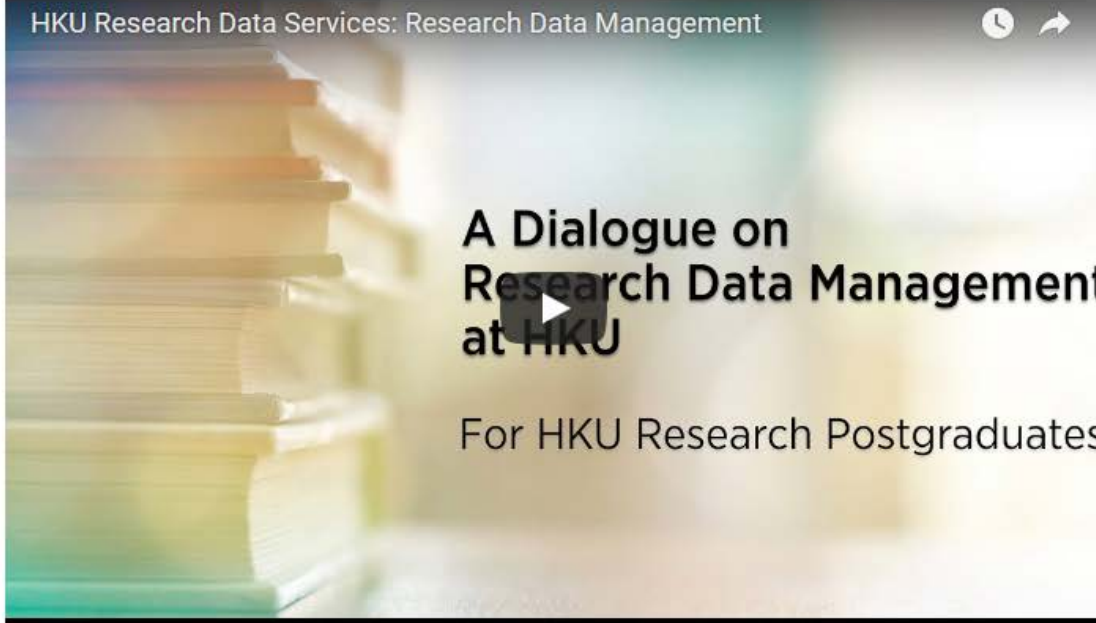 HKU Research Data Services: Research Data Management
A Dialogue on
Research Data Management
at HKU
For HKU Research Postgraduates